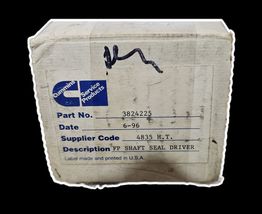 Cummins
Service
Products
Part No. 3824225
Date 6-96
Supplier Code 4835 H.T.
Description FP SHAFT SEAL DRIVER
Label made and printed in U.S.A.